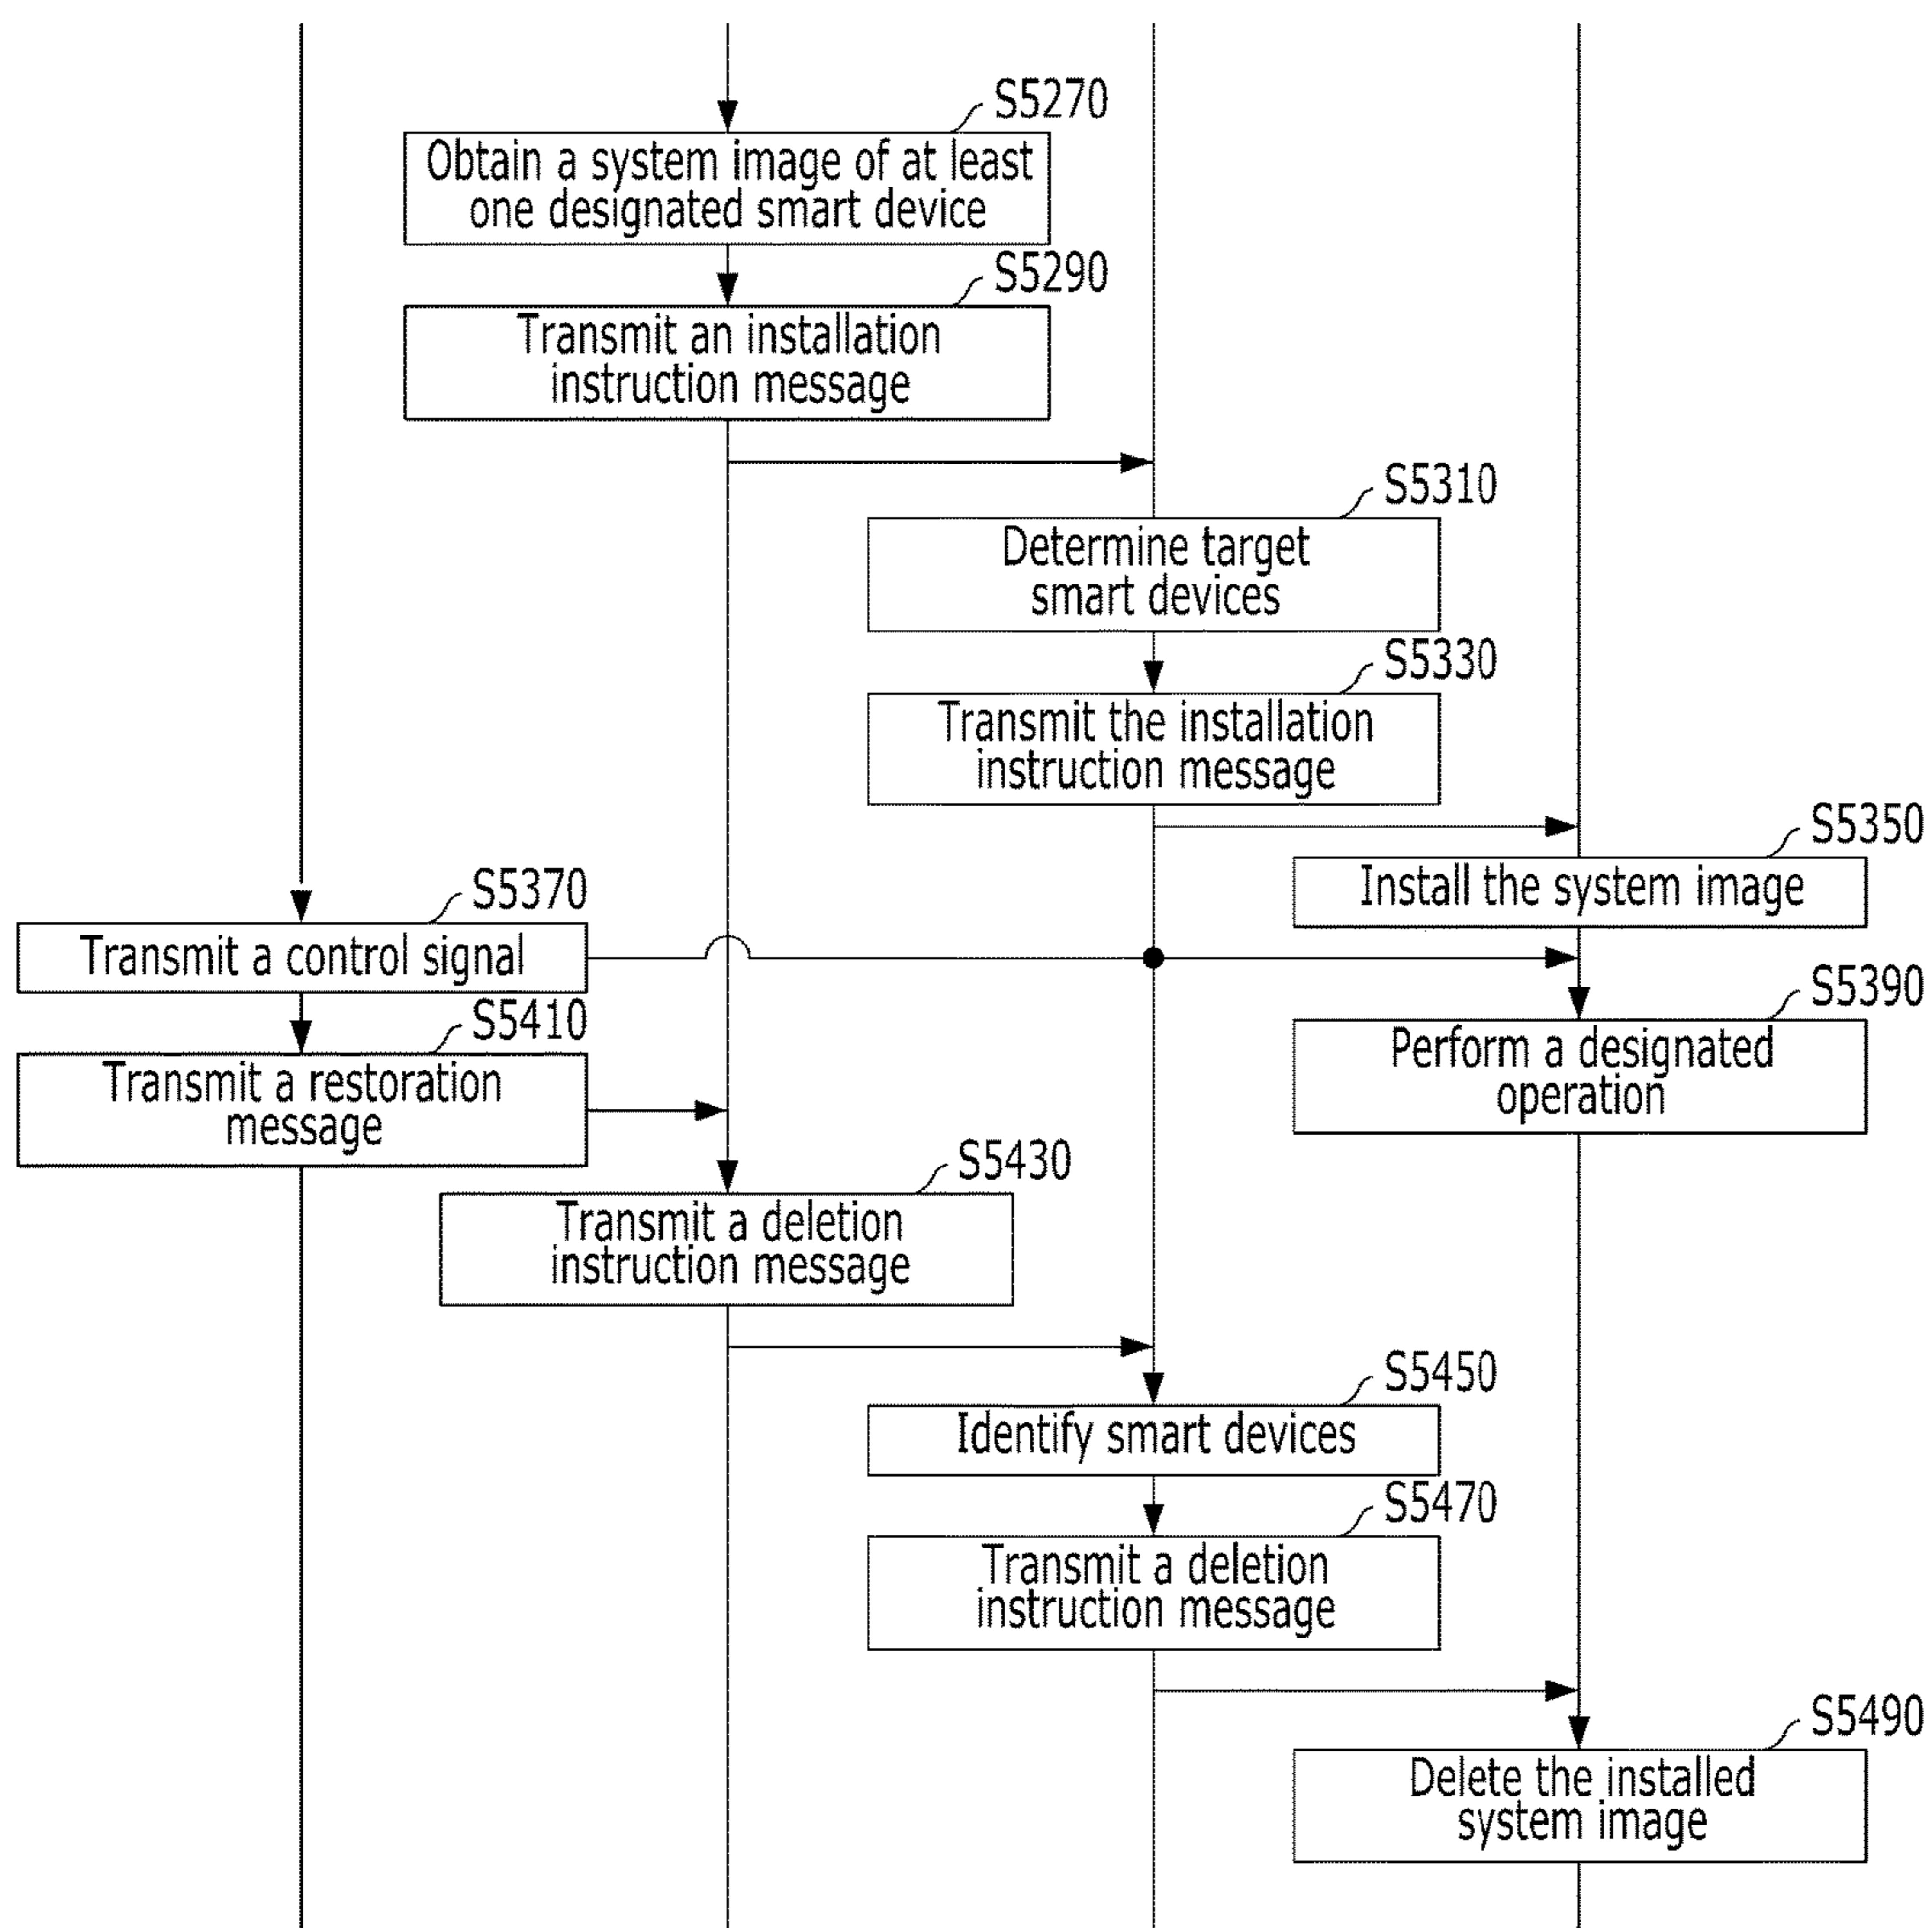 S5270
Obtain a system image of at least
one designated smart device
S5290
Transmit an installation
instruction message
S5310
Determine target
smart devices
S5330
Transmit the installation
instruction message
S5350
Install the system image
S5370
Transmit a control signal
S5390
Perform a designated
operation
S5410
Transmit a restoration
message
S5430
Transmit a deletion
instruction message
S5450
Identify smart devices
S5470
Transmit a deletion
instruction message
S5490
Delete the installed
system image